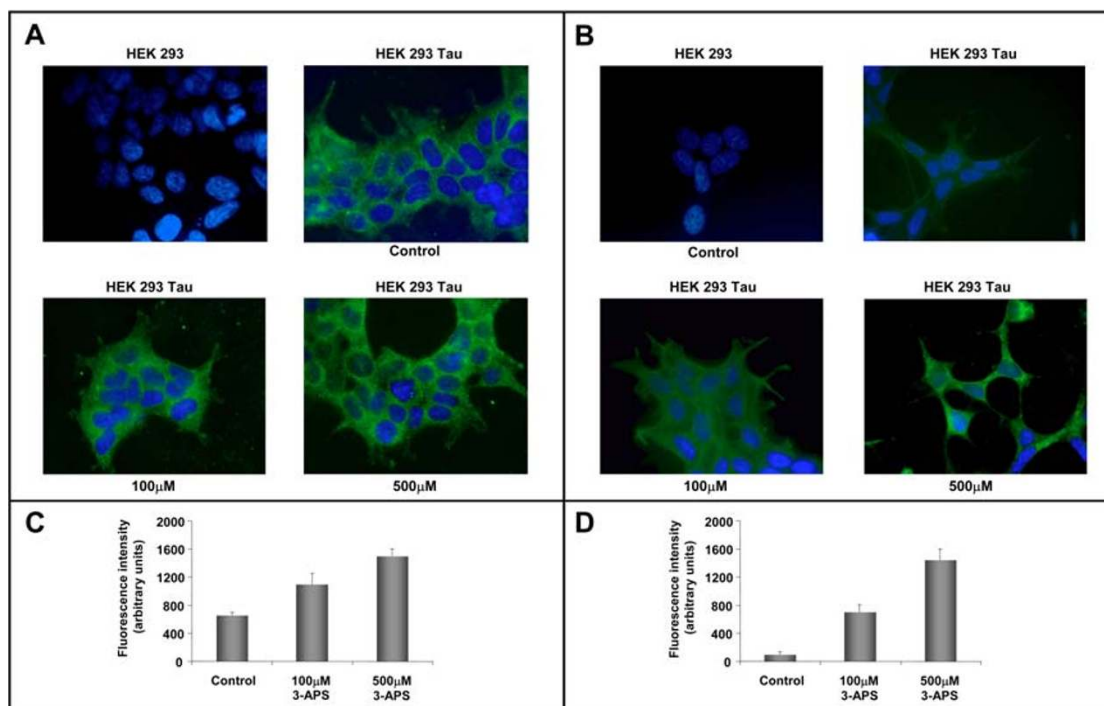 A
HEK 293
HEK 293 Tau
Control
HEK 293 Tau
HEK 293 Tau
100μM
500μM
B
HEK 293
HEK 293 Tau
Control
HEK 293 Tau
HEK 293 Tau
100μM
500μM
C
Fluorescence intensity
(arbitrary units)
2000
1600
1200
800
400
0
Control
100μM
3-APS
500μM
3-APS
D
Fluorescence intensity
(arbitrary units)
2000
1600
1200
800
400
0
Control
100μM
3-APS
500μM
3-APS